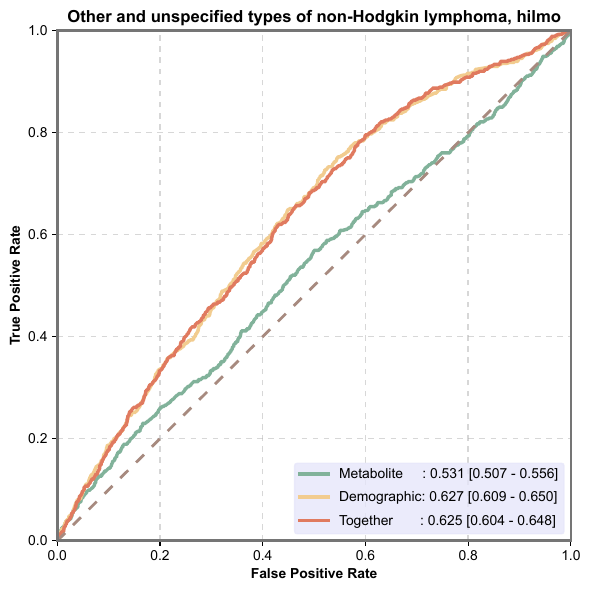 Other and unspecified types of non-Hodgkin lymphoma, hilmo
1.0
0.8
0.6
0.4
0.2
0.0
True Positive Rate
Metabolite : 0.531 [0.507 - 0.556]
Demographic: 0.627 [0.609 - 0.650]
Together : 0.625 [0.604 - 0.648]
0.0 0.2 0.4 0.6 0.8 1.0
False Positive Rate